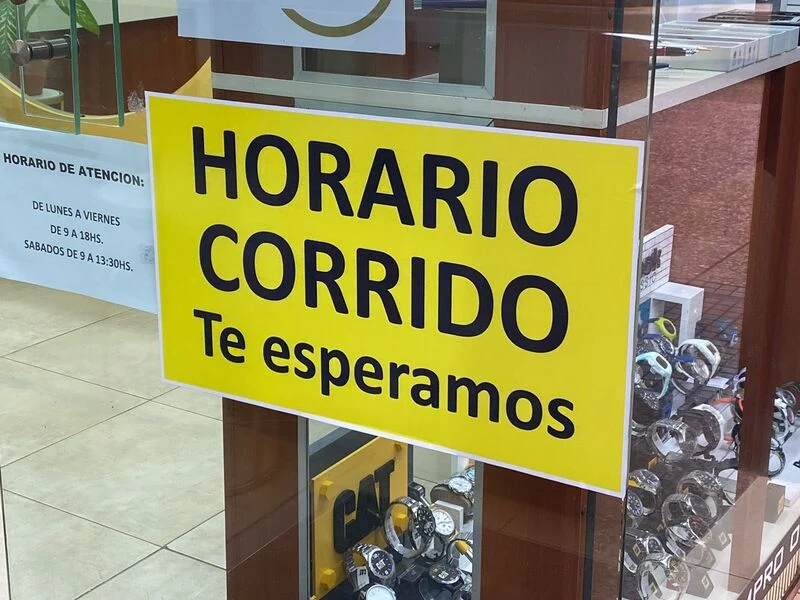 HORARIO DE ATENCION:
DE LUNES A VIERNES
DE 9 A 18HS.
SABADOS DE 9 A 13:30HS.
HORARIO
CORRIDO
Te esperamos
CAT